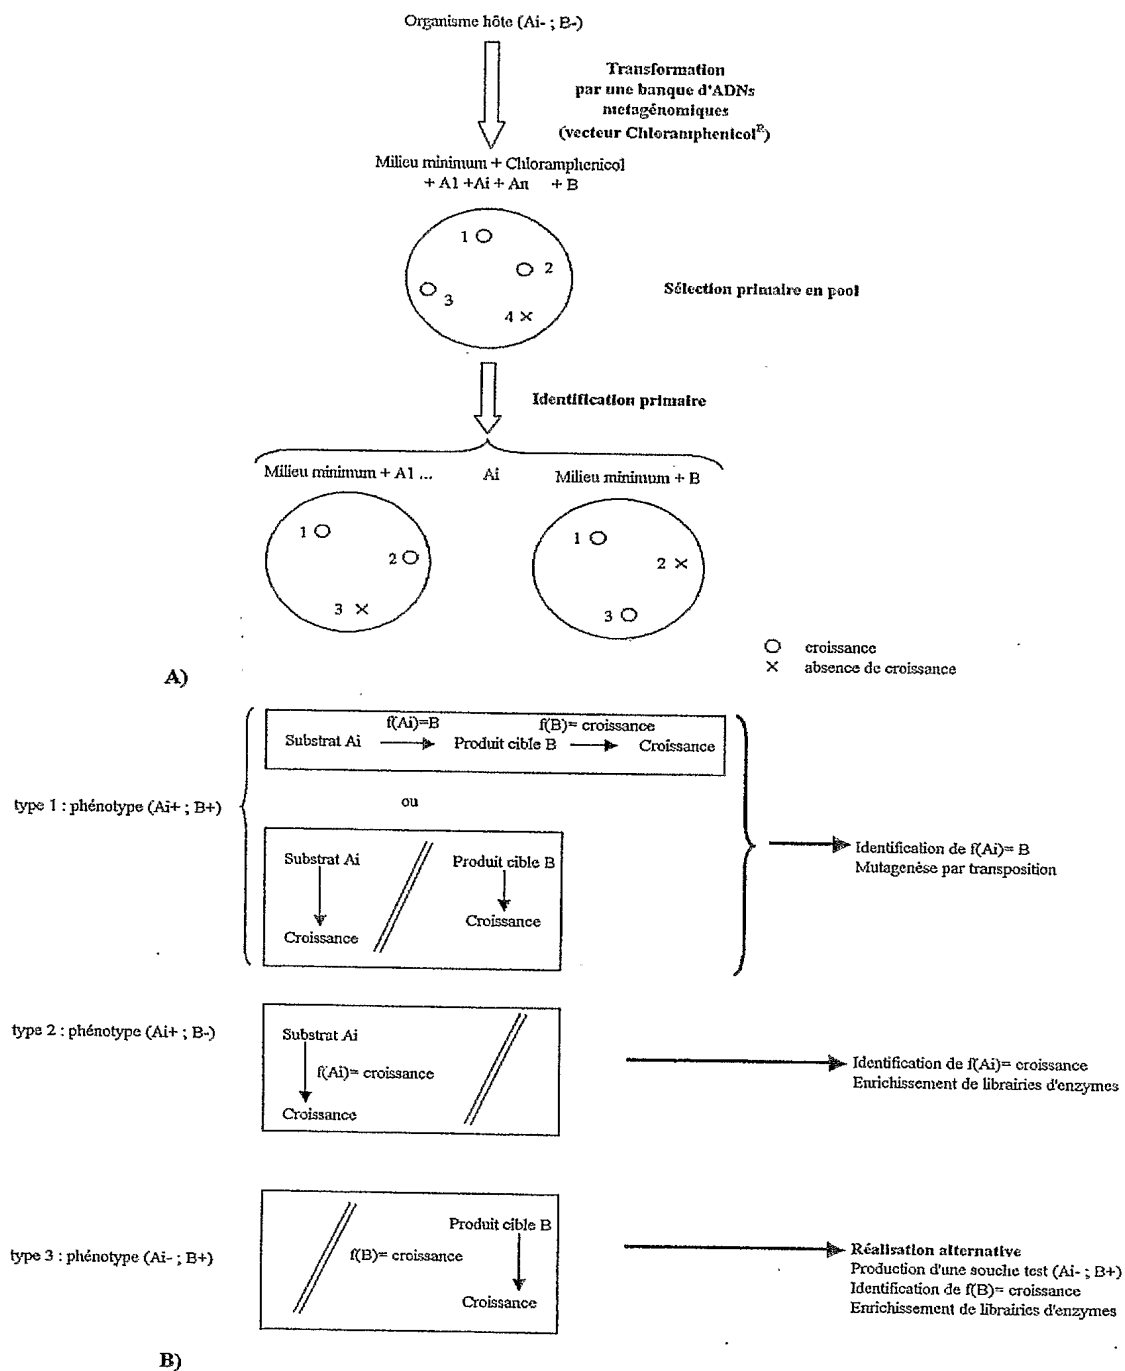 Organisme hôte (Ai- ; B-)
Transformation
par une banque d'ADNs
metagénomiques
(vecteur Chloramphenicolᴿ)
Milieu minimum + Chloramphenicol
+ A1 +Ai + An + B
1
2
3
4
Sélection primaire en pool
Identification primaire
Milieu minimum + A1 ... Ai Milieu minimum + B
1
2
3
1
2
3
croissance
absence de croissance
A)
type 1 : phénotype (Ai+ ; B+)
f(Ai)=B f(B)= croissance
Substrat Ai Produit cible B Croissance
ou
Substrat Ai Produit cible B
Croissance Croissance
Identification de f(Ai)= B
Mutagenèse par transposition
type 2 : phénotype (Ai+ ; B-)
Substrat Ai
f(Ai)= croissance
Croissance
Identification de f(Ai)= croissance
Enrichissement de librairies d'enzymes
type 3 : phénotype (Ai- ; B+)
Produit cible B
f(B)= croissance
Croissance
Réalisation alternative
Production d'une souche test (Ai- ; B+)
Identification de f(B)= croissance
Enrichissement de librairies d'enzymes
B)